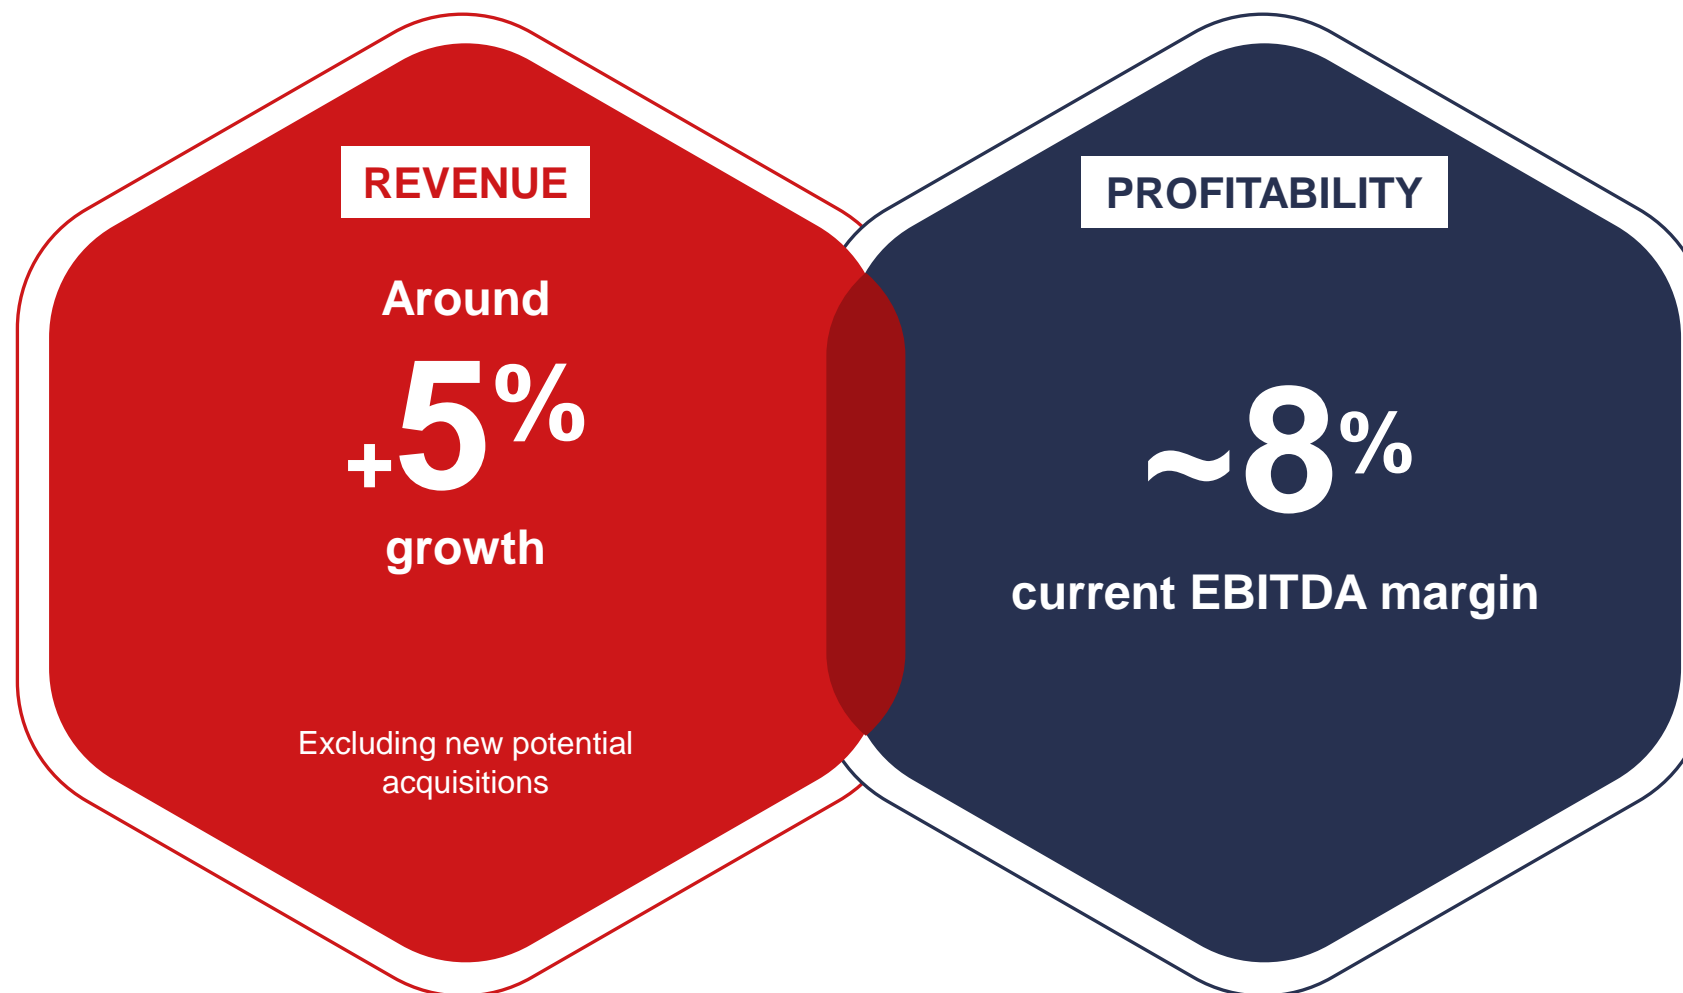 REVENUE
Around
+5%
growth
Excluding new potential
acquisitions
PROFITABILITY
~8%
current EBITDA margin